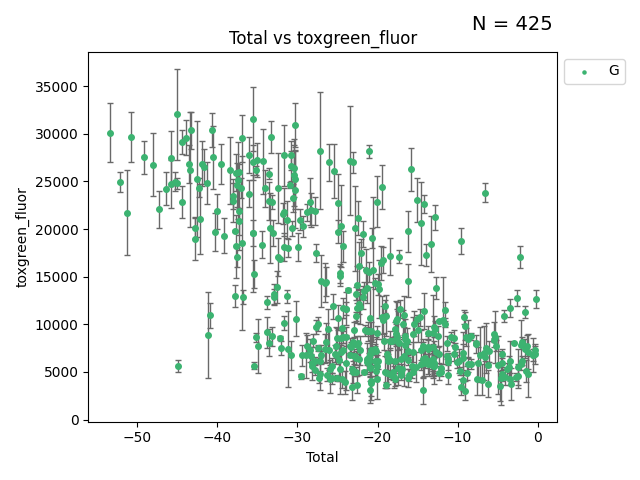 N = 425
Total vs toxgreen_fluor
G
toxgreen_fluor
35000
30000
25000
20000
15000
10000
5000
0
−50 −40 −30 −20 −10 0
Total